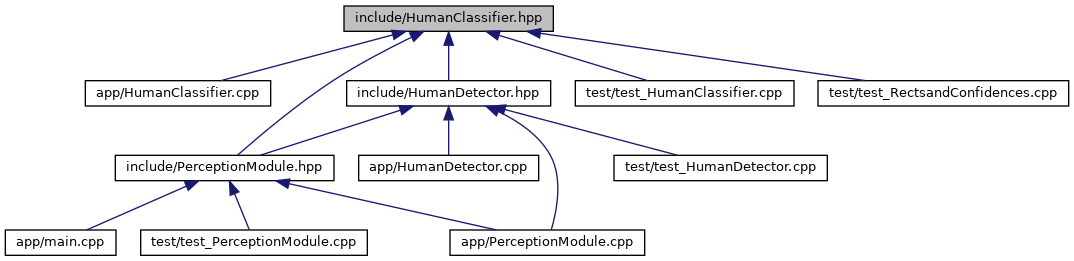 include/HumanClassifier.hpp
app/HumanClassifier.cpp
include/HumanDetector.hpp
test/test_HumanClassifier.cpp
test/test_RectsandConfidences.cpp
include/PerceptionModule.hpp
app/HumanDetector.cpp
test/test_HumanDetector.cpp
app/main.cpp
test/test_PerceptionModule.cpp
app/PerceptionModule.cpp